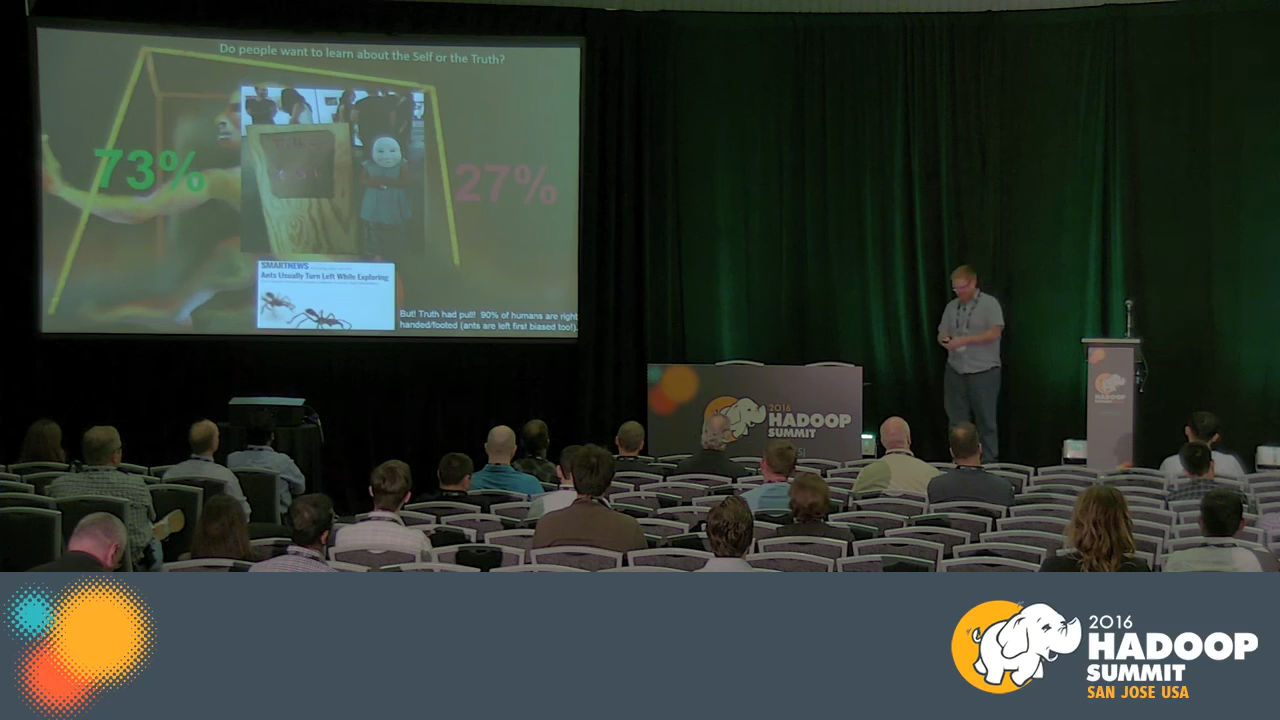 Do people want to learn about the Self or the Truth?
73%
27%
SMARTNEWS
Ants Usually Turn Left While Exploring
But! Truth had pull! 90% of humans are right
handed/footed (ants are left first biased too!).
2016
HADOOP
SUMMIT
HADOOP
SUMMIT
2016
HADOOP
SUMMIT
SAN JOSE USA